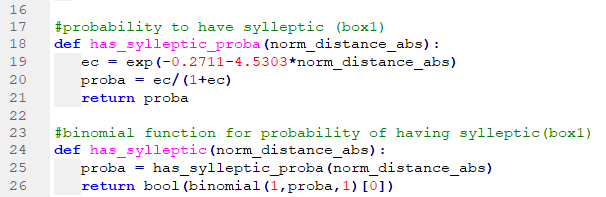 16
17 #probability to have sylleptic (box1)
18 def has_sylleptic_proba(norm_distance_abs):
19 ec = exp(-0.2711-4.5303*norm_distance_abs)
20 proba = ec/(1+ec)
21 return proba
22
23 #binomial function for probability of having sylleptic(box1)
24 def has_sylleptic(norm_distance_abs):
25 proba = has_sylleptic_proba(norm_distance_abs)
26 return bool(binomial(1,proba,1)[0])